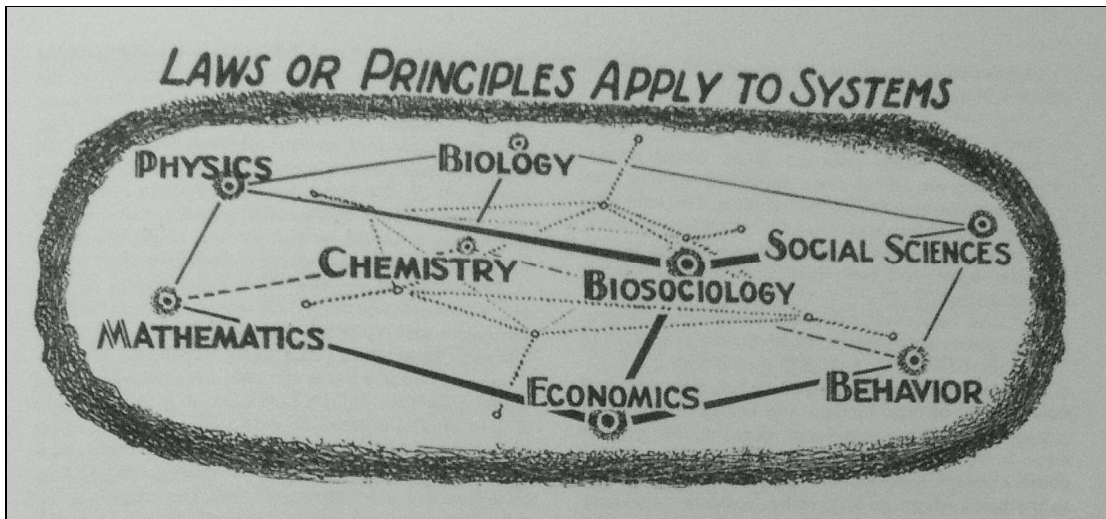 LAWS OR PRINCIPLES APPLY TO SYSTEMS
PHYSICS
BIOLOGY
SOCIAL SCIENCES
CHEMISTRY
BIOSOCIOLOGY
MATHEMATICS
ECONOMICS
BEHAVIOR